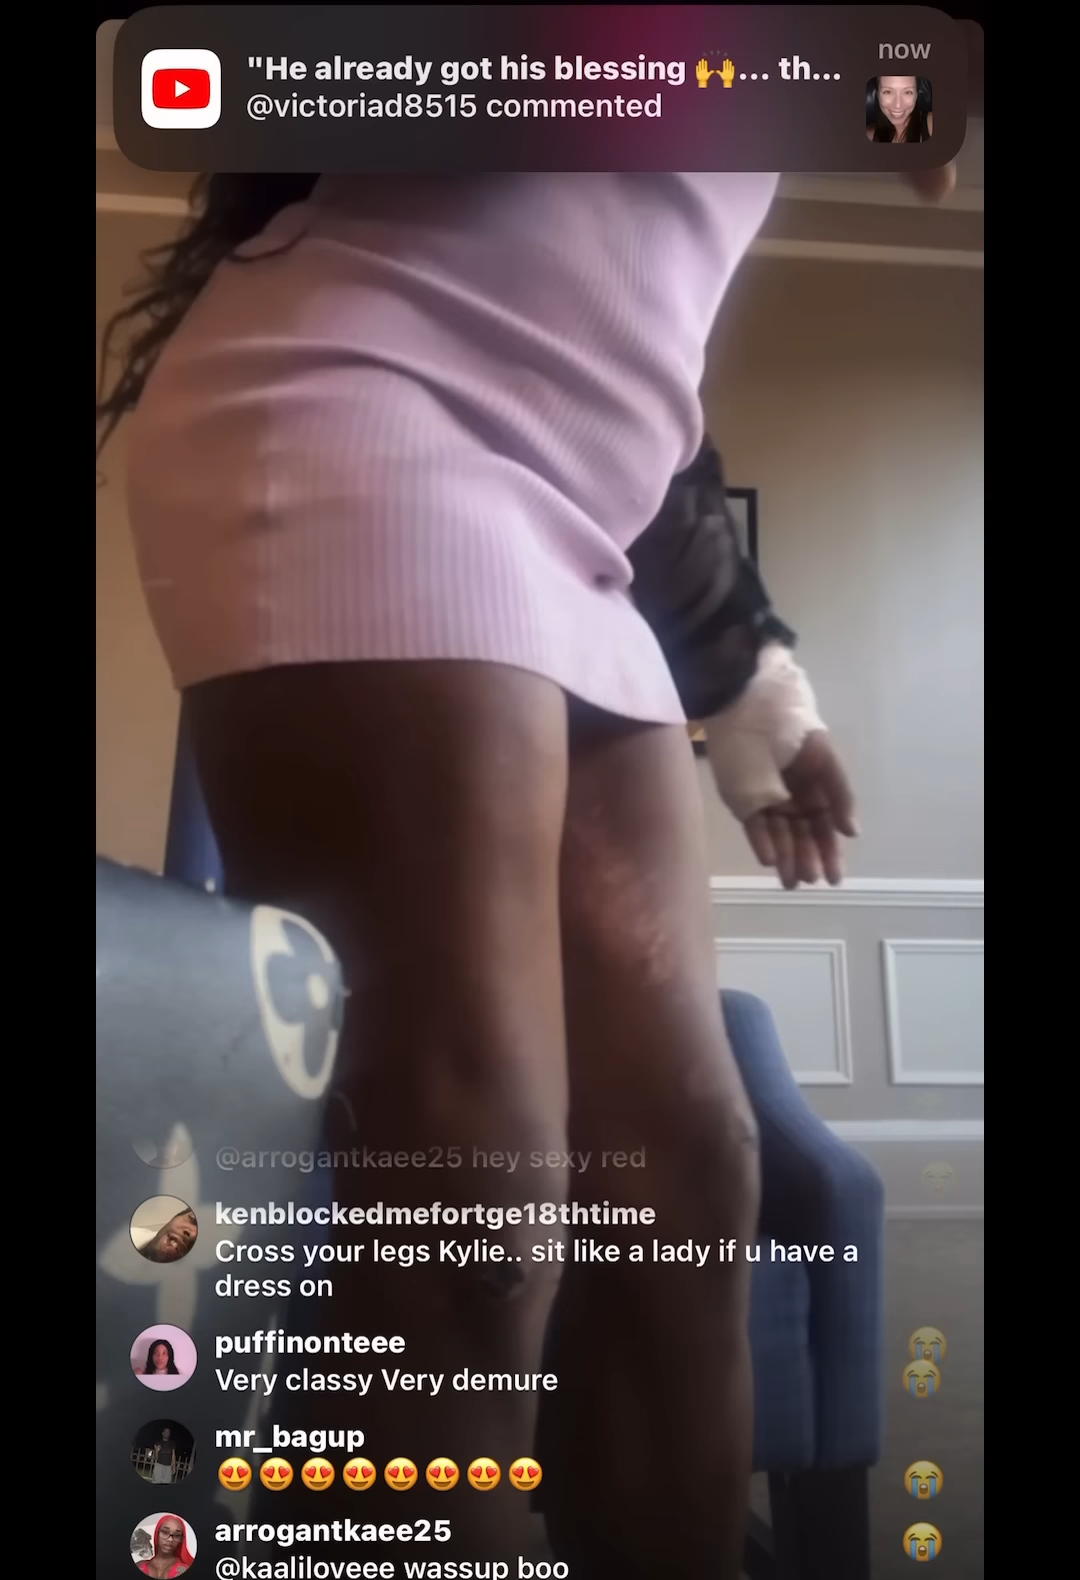 "He already got his blessing 🙌... th...
now
@victoriad8515 commented
@arrogantkaee25 hey sexy red
kenblockedmefortge18thtime
Cross your legs Kylie.. sit like a lady if u have a
dress on
puffinonteee
Very classy Very demure
mr_bagup
😍😍😍😍😍😍😍😍
arrogantkaee25
@kaaliloveee wassup boo